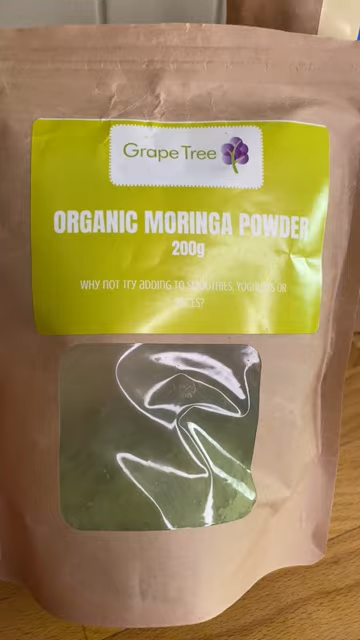 Grape Tree
ORGANIC MORINGA POWDER
200g
WHY NOT TRY ADDING TO SMOOTHIES, YOGURTS OR